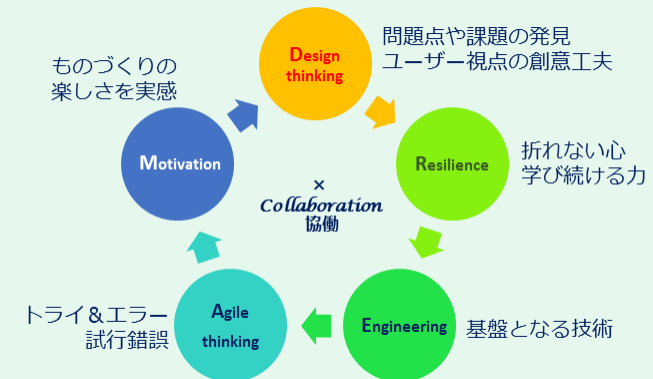 Design
thinking
問題点や課題の発見
ユーザー視点の創意工夫
ものづくりの
楽しさを実感
Motivation
Resilience
折れない心
学び続ける力
×
Collaboration
協働
トライ&エラー
試行錯誤
Agile
thinking
Engineering
基盤となる技術